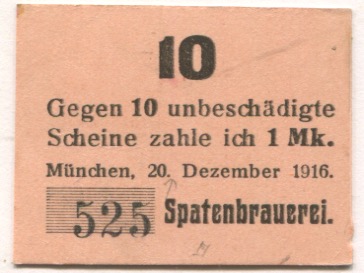 10
Gegen 10 unbeschädigte
Scheine zahle ich 1 Mk.
München, 20. Dezember 1916.
525 Spatenbrauerei.